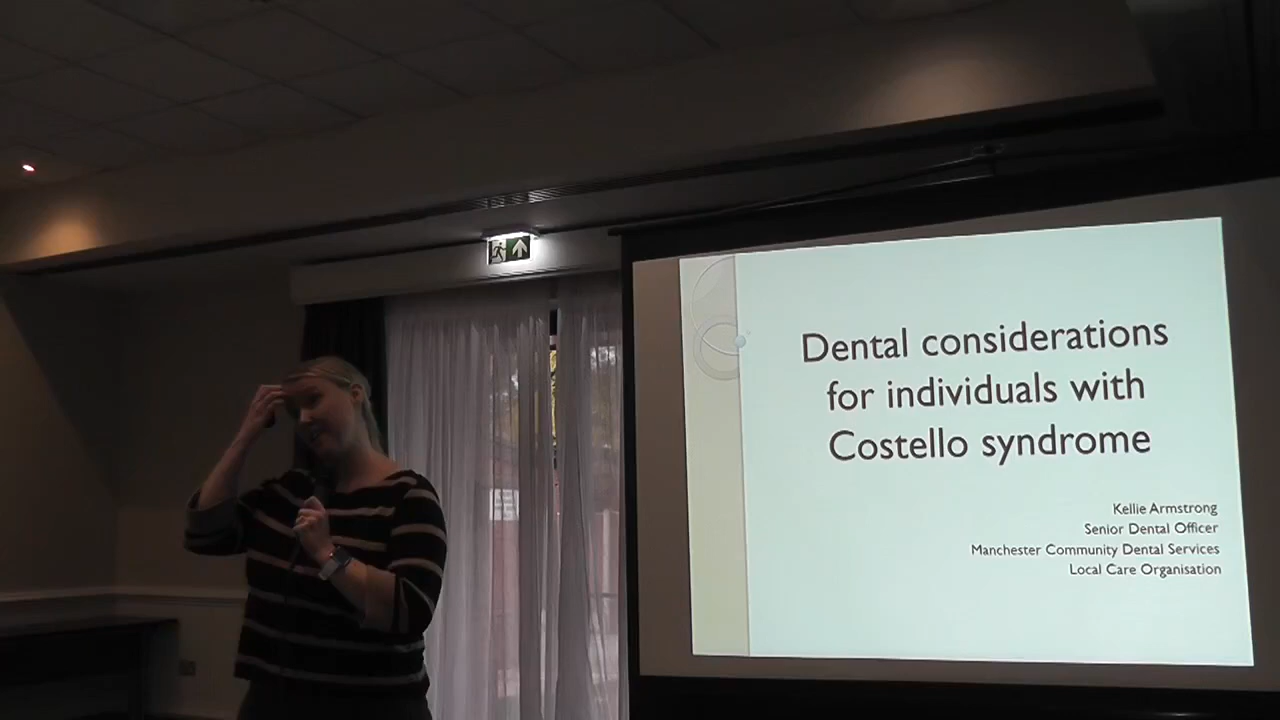 Dental considerations
for individuals with
Costello syndrome
Kellie Armstrong
Senior Dental Officer
Manchester Community Dental Services
Local Care Organisation